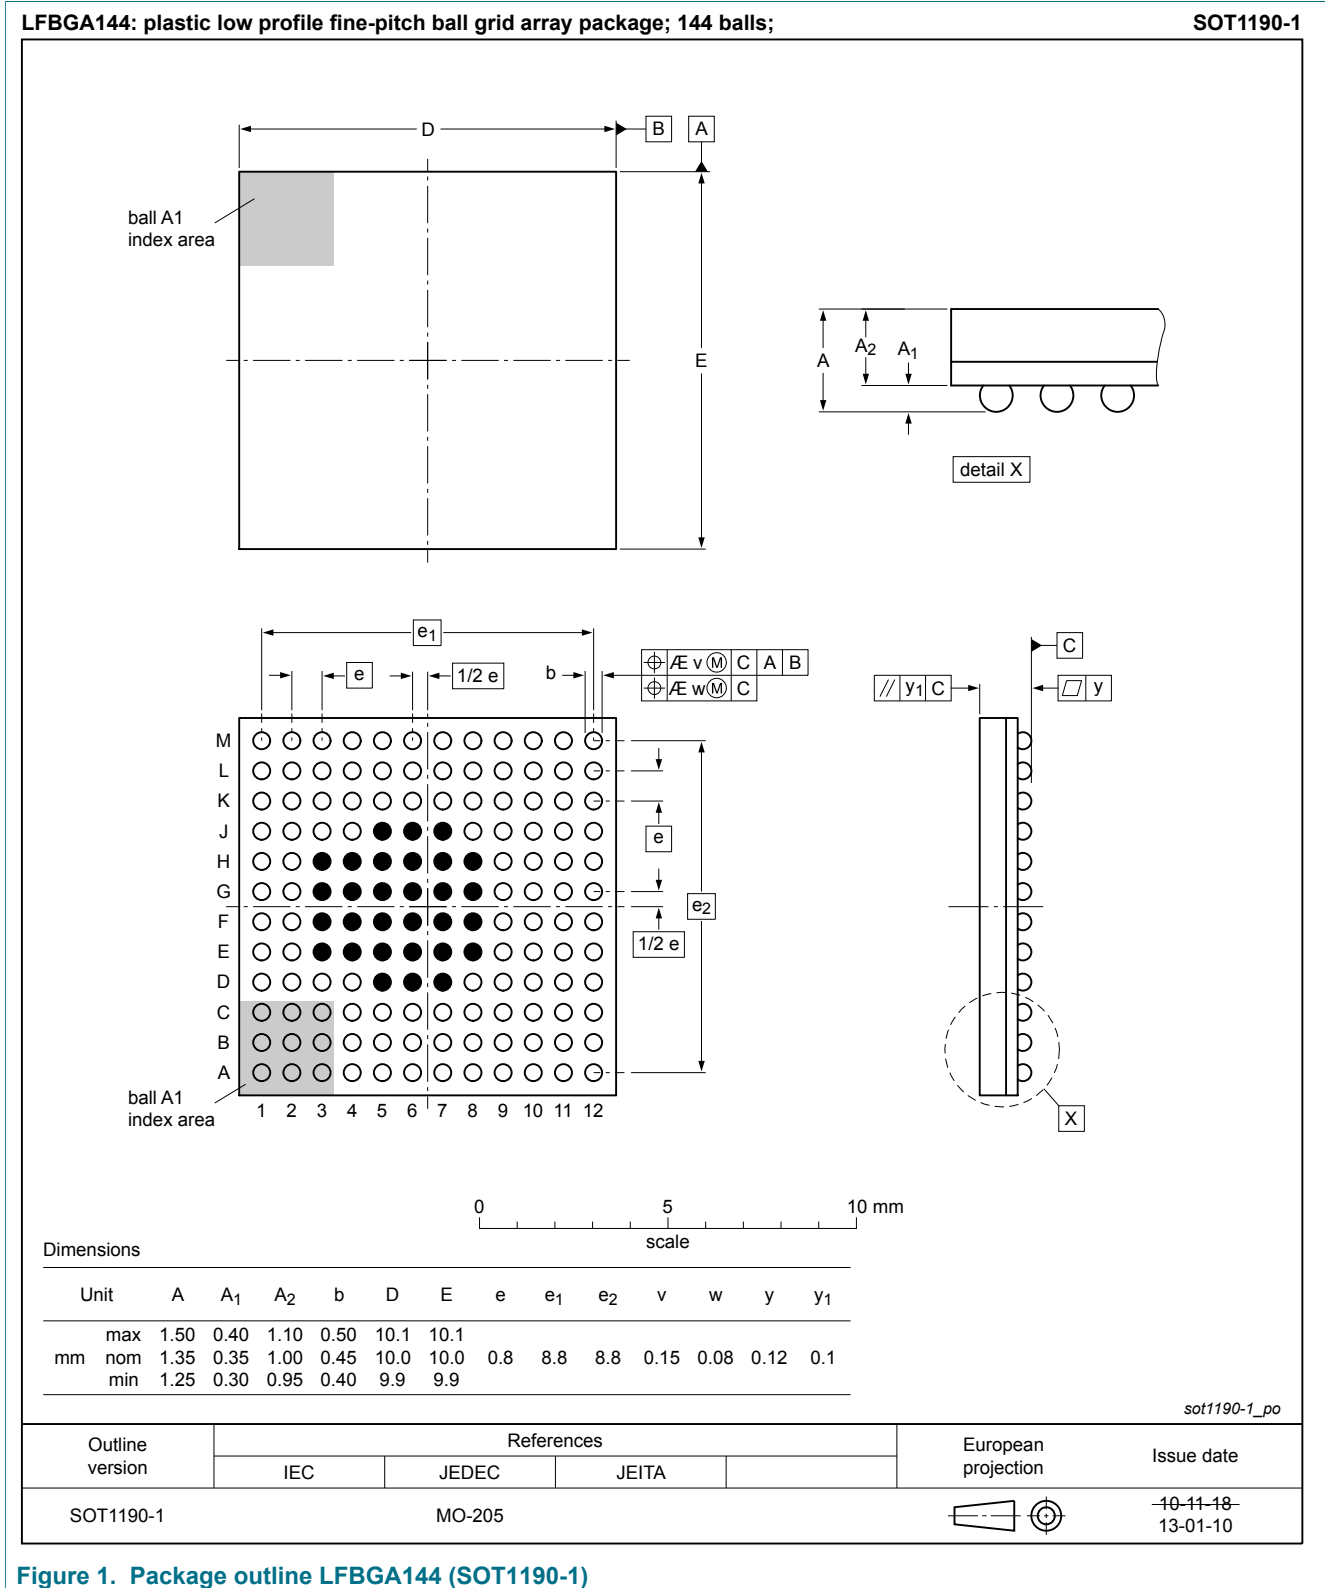 LFBGA144: plastic low profile fine-pitch ball grid array package; 144 balls; SOT1190-1
D B A
ball A1
index area
E
A A2 A1
detail X
e1
e 1/2 e b Æ v M C A B
Æ w M C
C
y1 C y
M
L
K
J
H
G
F
E
D
C
B
A
e
e2
1/2 e
ball A1
index area
1 2 3 4 5 6 7 8 9 10 11 12
X
0 5 10 mm
scale
Dimensions
Unit A A1 A2 b D E e e1 e2 v w y y1
max 1.50 0.40 1.10 0.50 10.1 10.1
mm nom 1.35 0.35 1.00 0.45 10.0 10.0 0.8 8.8 8.8 0.15 0.08 0.12 0.1
min 1.25 0.30 0.95 0.40 9.9 9.9
sot1190-1_po
Outline
version
References
IEC JEDEC JEITA
European
projection
Issue date
SOT1190-1 MO-205
10-11-18
13-01-10
Figure 1. Package outline LFBGA144 (SOT1190-1)